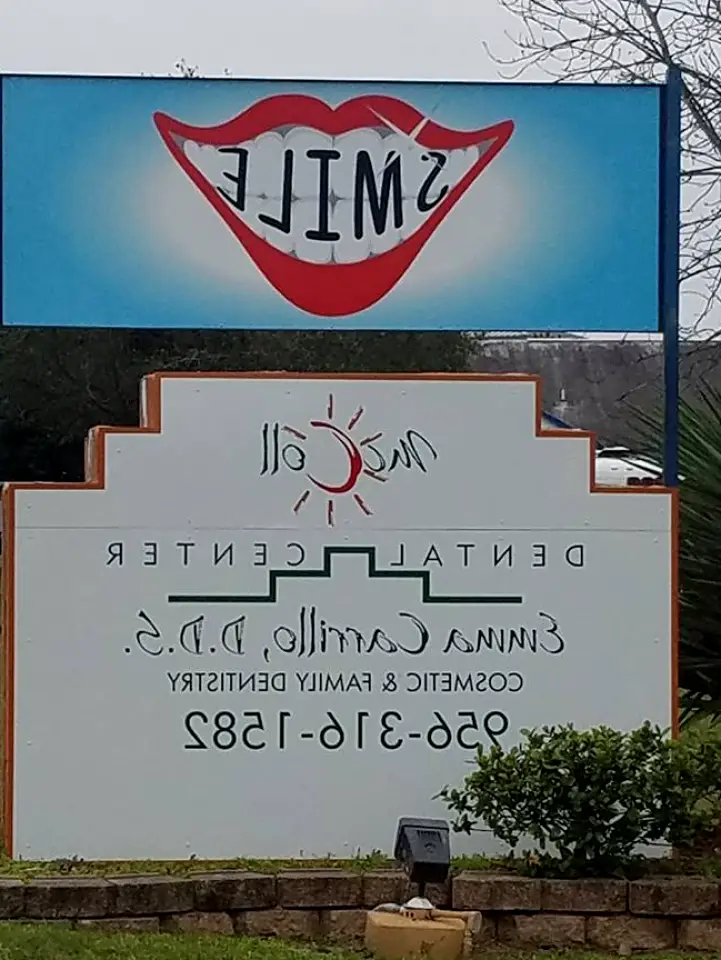 SMILE
McColl
DENTAL CENTER
Emma Carrillo, D.D.S.
COSMETIC & FAMILY DENTISTRY
956-316-1582